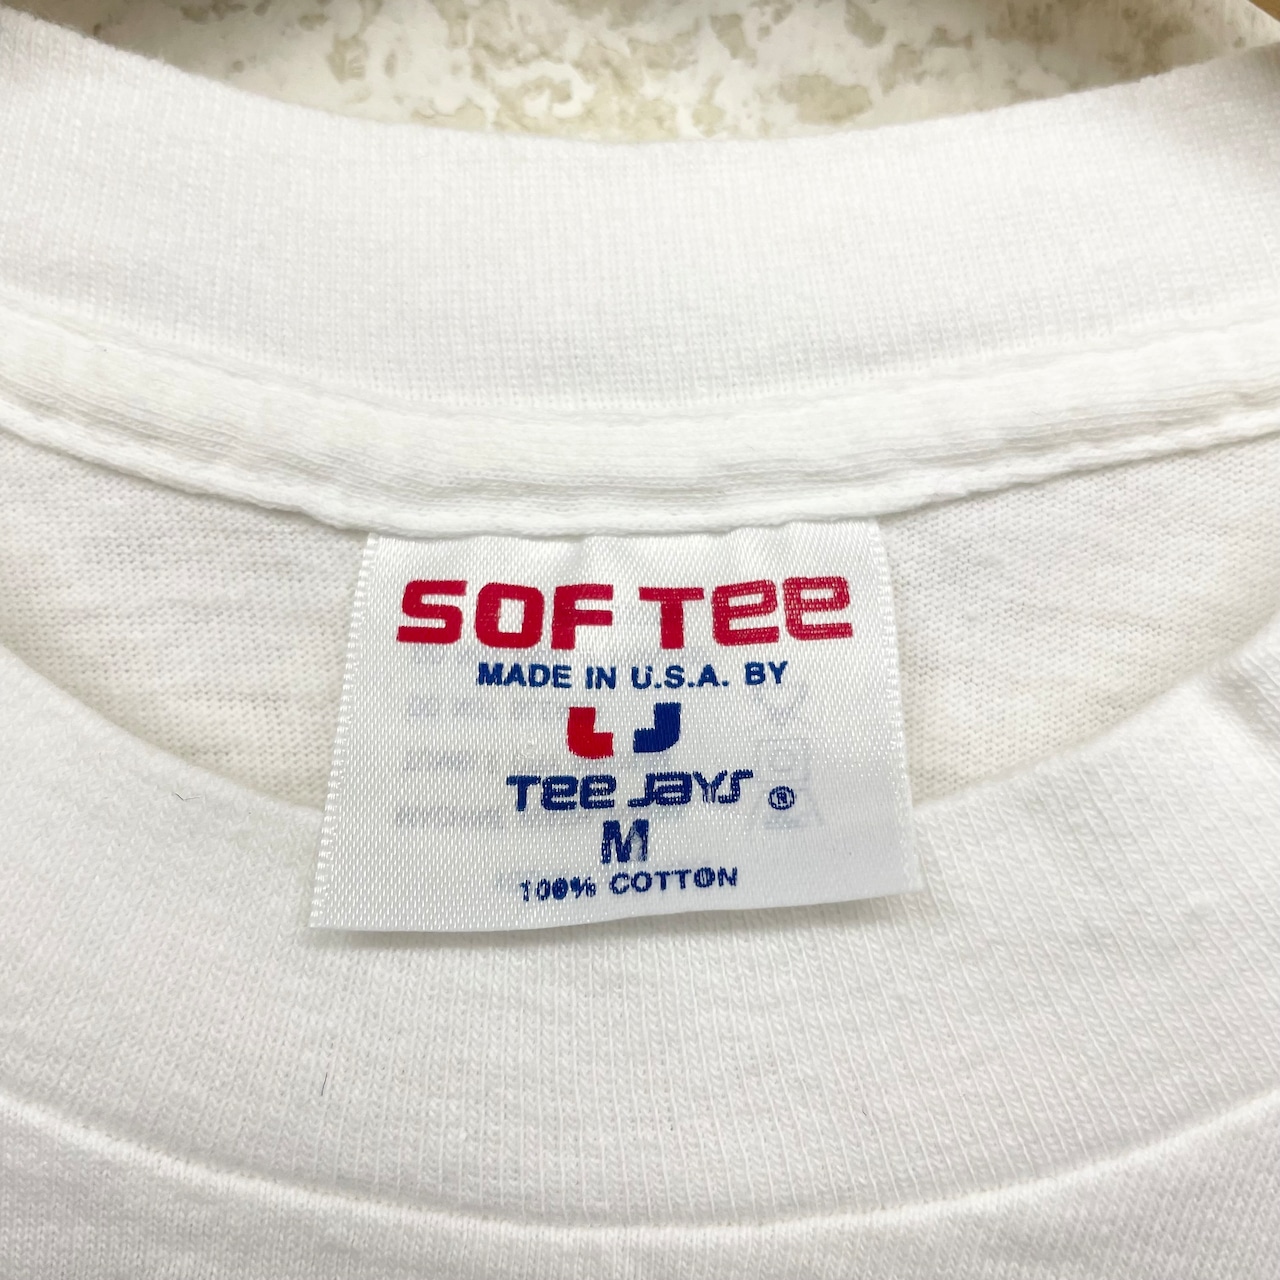 SOF TEE
MADE IN U.S.A. BY
TEE JAYS ®
M
100% COTTON